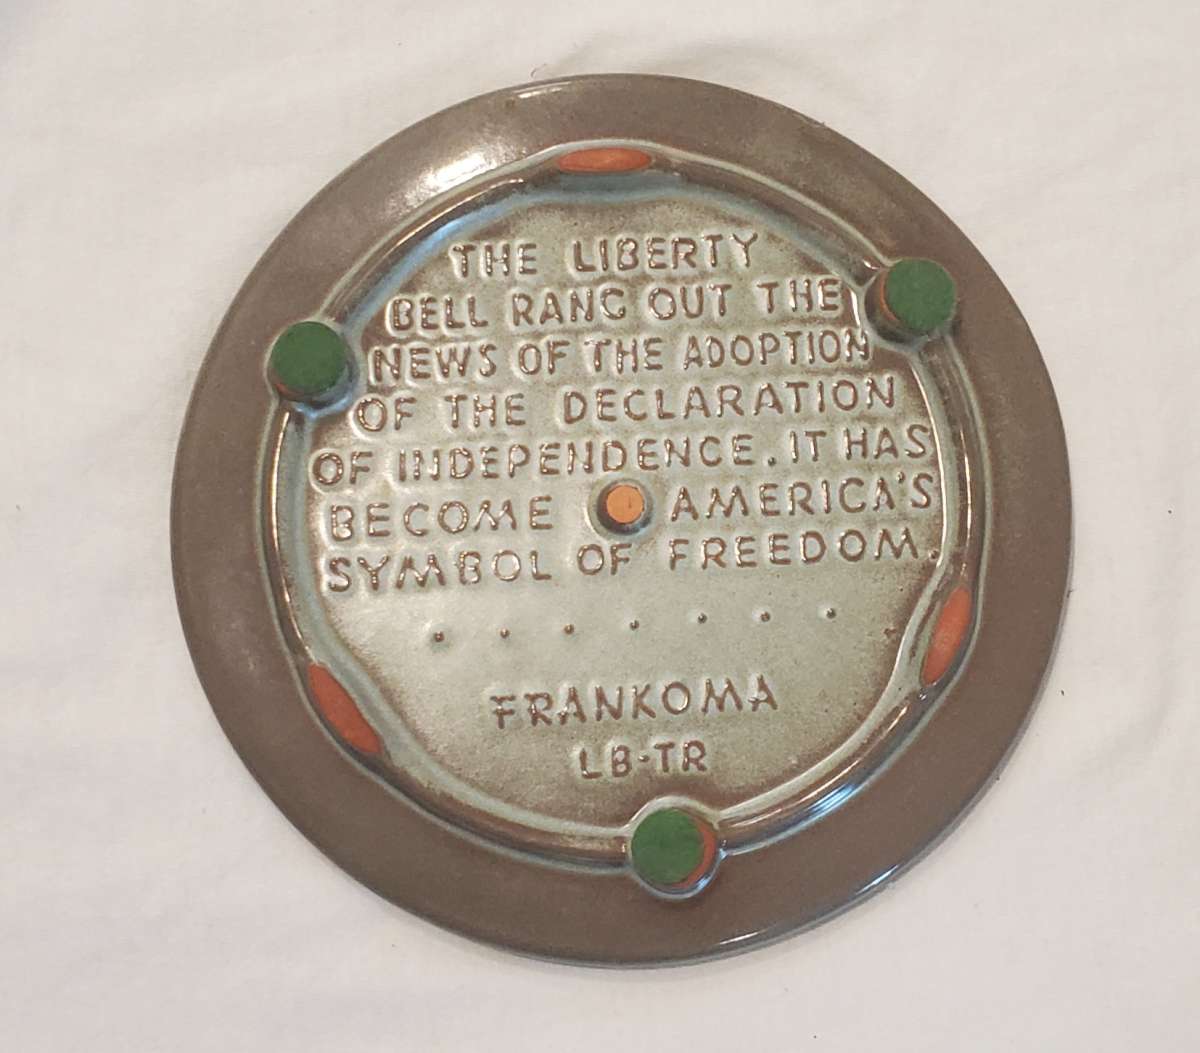 THE LIBERTY
BELL RANG OUT THE
NEWS OF THE ADOPTION
OF THE DECLARATION
OF INDEPENDENCE. IT HAS
BECOME AMERICA'S
SYMBOL OF FREEDOM.
. . . . . . .
FRANKOMA
LB-TR